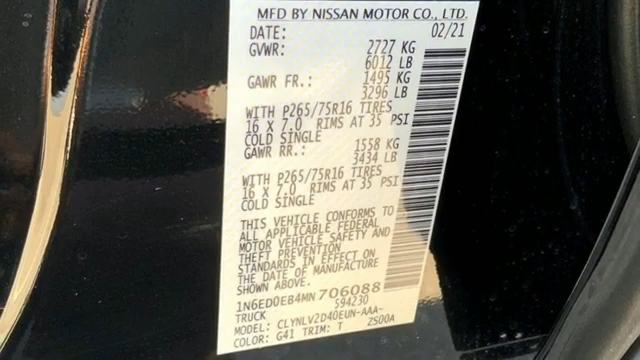 MFD BY NISSAN MOTOR CO., LTD.
DATE: 02/21
GVWR: 2727 KG
6012 LB
GAWR FR.: 1495 KG
3296 LB
WITH P265/75R16 TIRES
16 X 7.0 RIMS AT 35 PSI
COLD SINGLE
GAWR RR.: 1558 KG
3434 LB
WITH P265/75R16 TIRES
16 X 7.0 RIMS AT 35 PSI
COLD SINGLE
THIS VEHICLE CONFORMS TO
ALL APPLICABLE FEDERAL
MOTOR VEHICLE SAFETY AND
THEFT PREVENTION
STANDARDS IN EFFECT ON
THE DATE OF MANUFACTURE
SHOWN ABOVE.
1N6ED0EB4MN706088
TRUCK 594230
MODEL: CLYNLV2D40EUN-AAA-
COLOR: G41 TRIM: T ZS00A